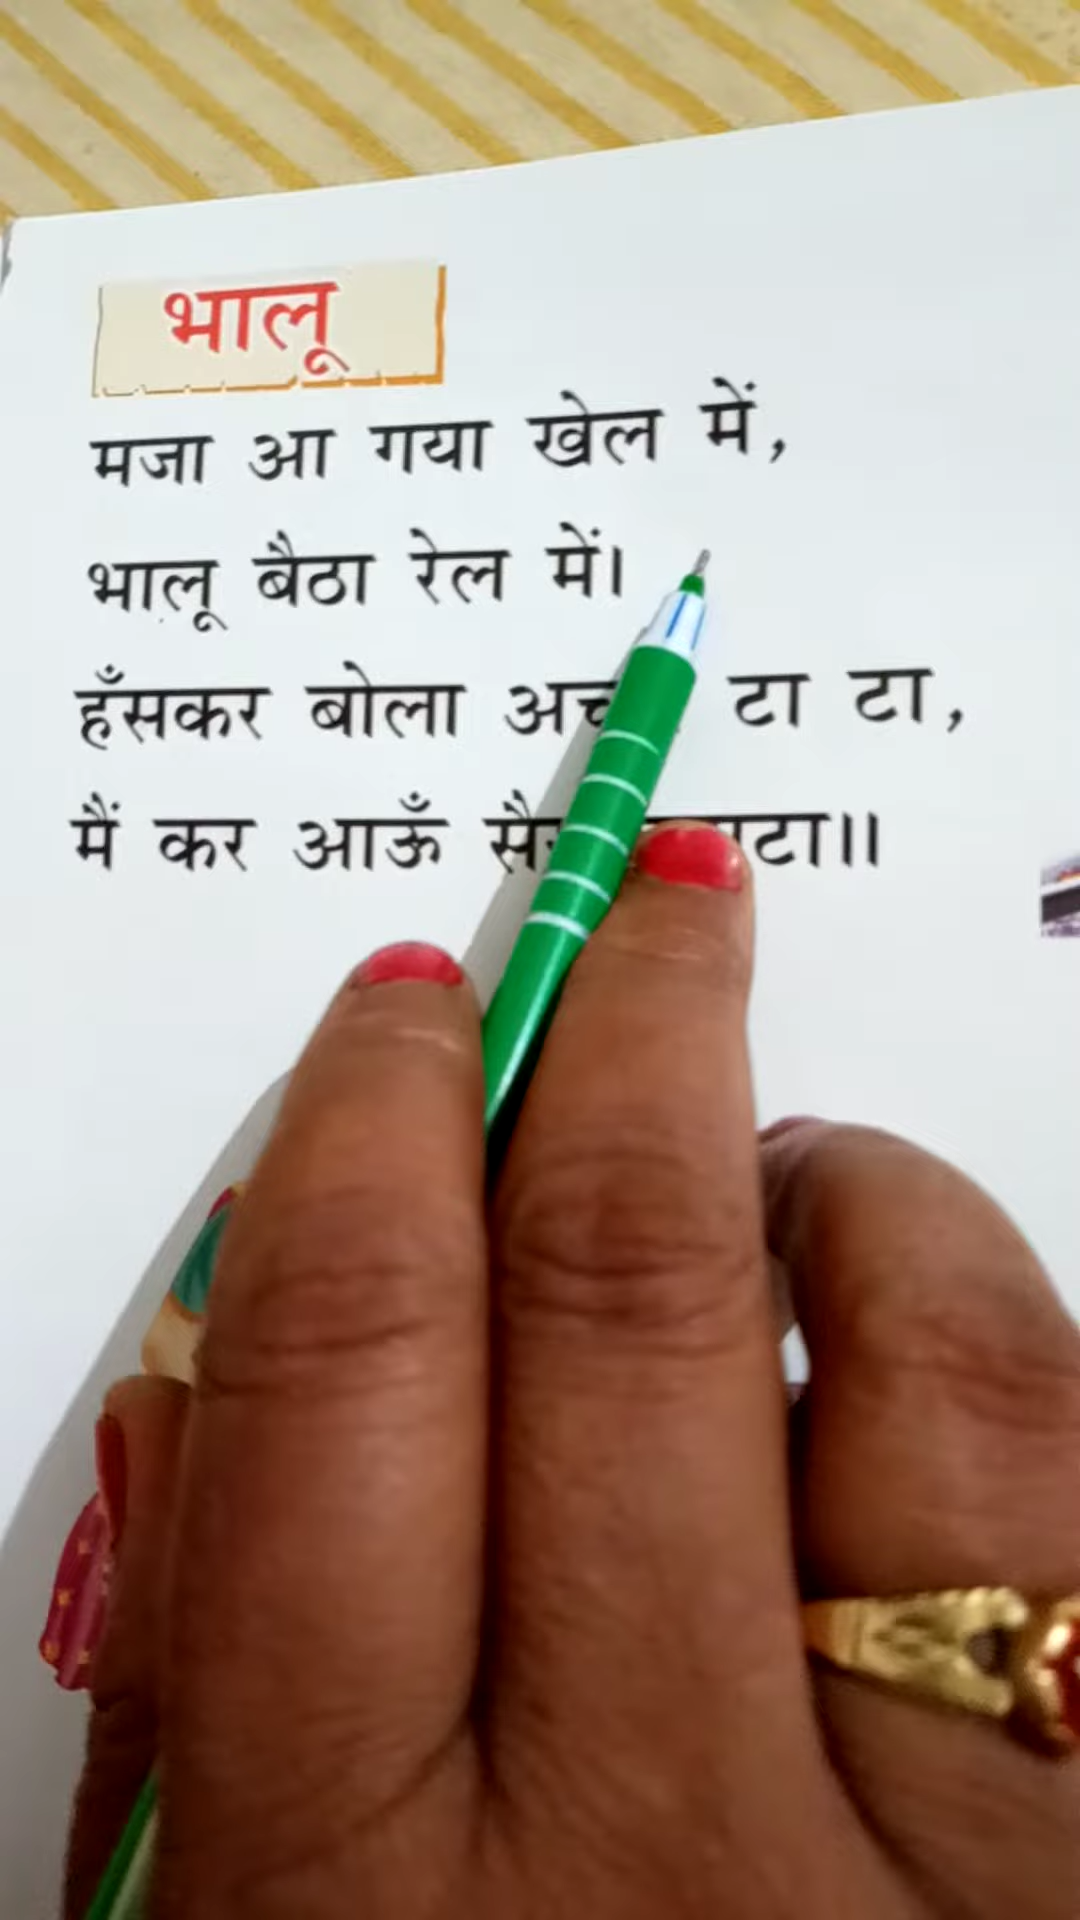 भालू
मजा आ गया खेल में,
भालू बैठा रेल में।
हँसकर बोला टा टा,
मैं कर आऊँ